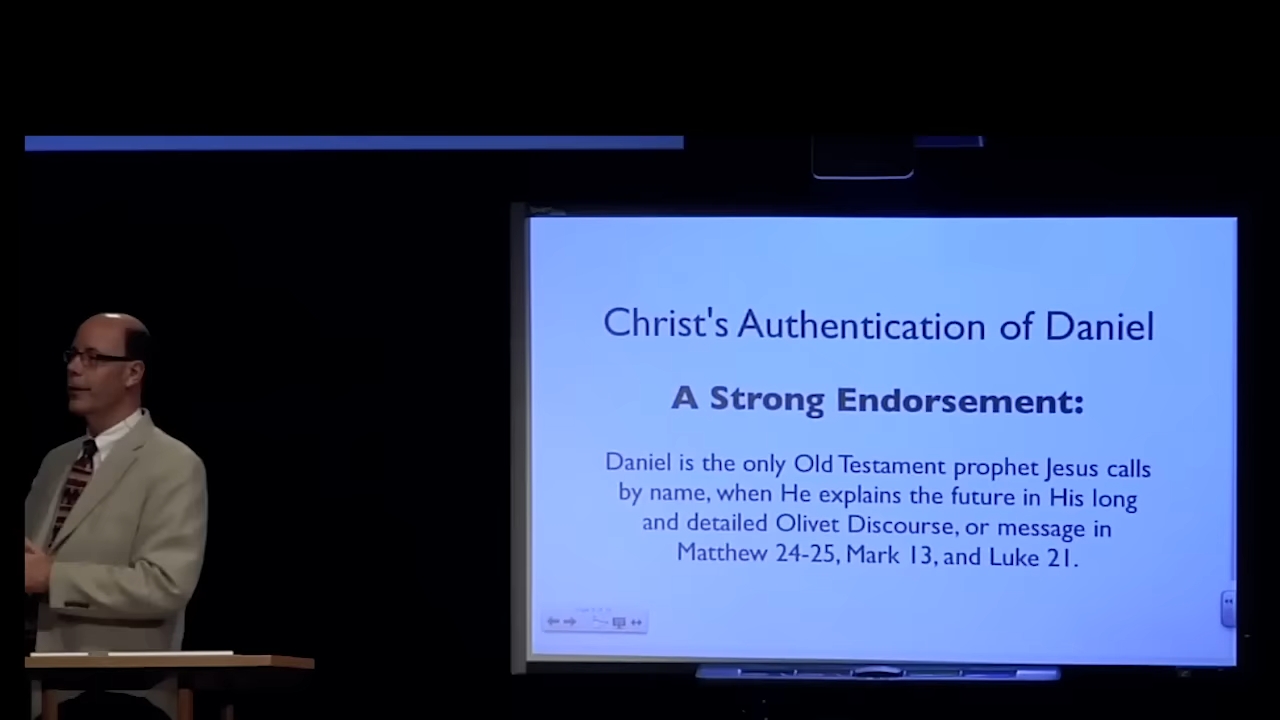 Christ's Authentication of Daniel
A Strong Endorsement:
Daniel is the only Old Testament prophet Jesus calls
by name, when He explains the future in His long
and detailed Olivet Discourse, or message in
Matthew 24-25, Mark 13, and Luke 21.